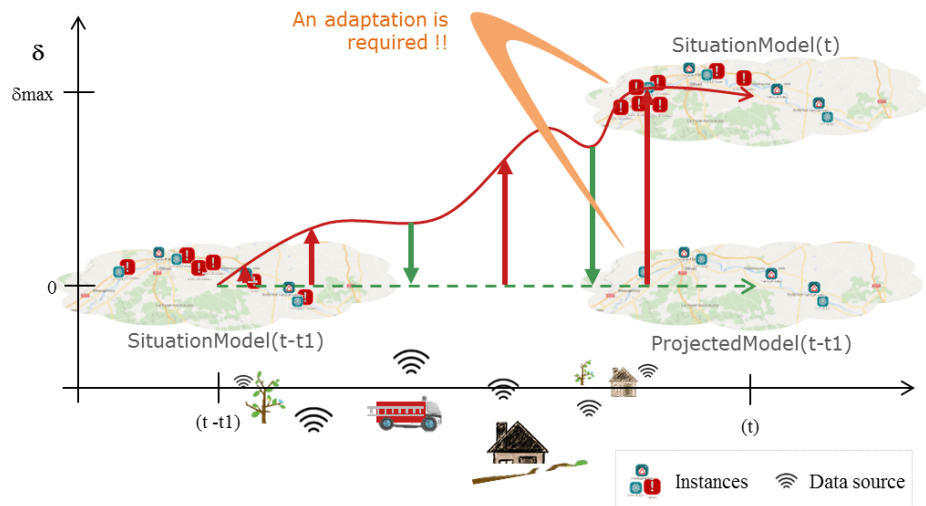 An adaptation is
required !!
SituationModel(t)
δ
δmax
0
SituationModel(t-t1)
ProjectedModel(t-t1)
(t -t1)
(t)
Instances
Data source